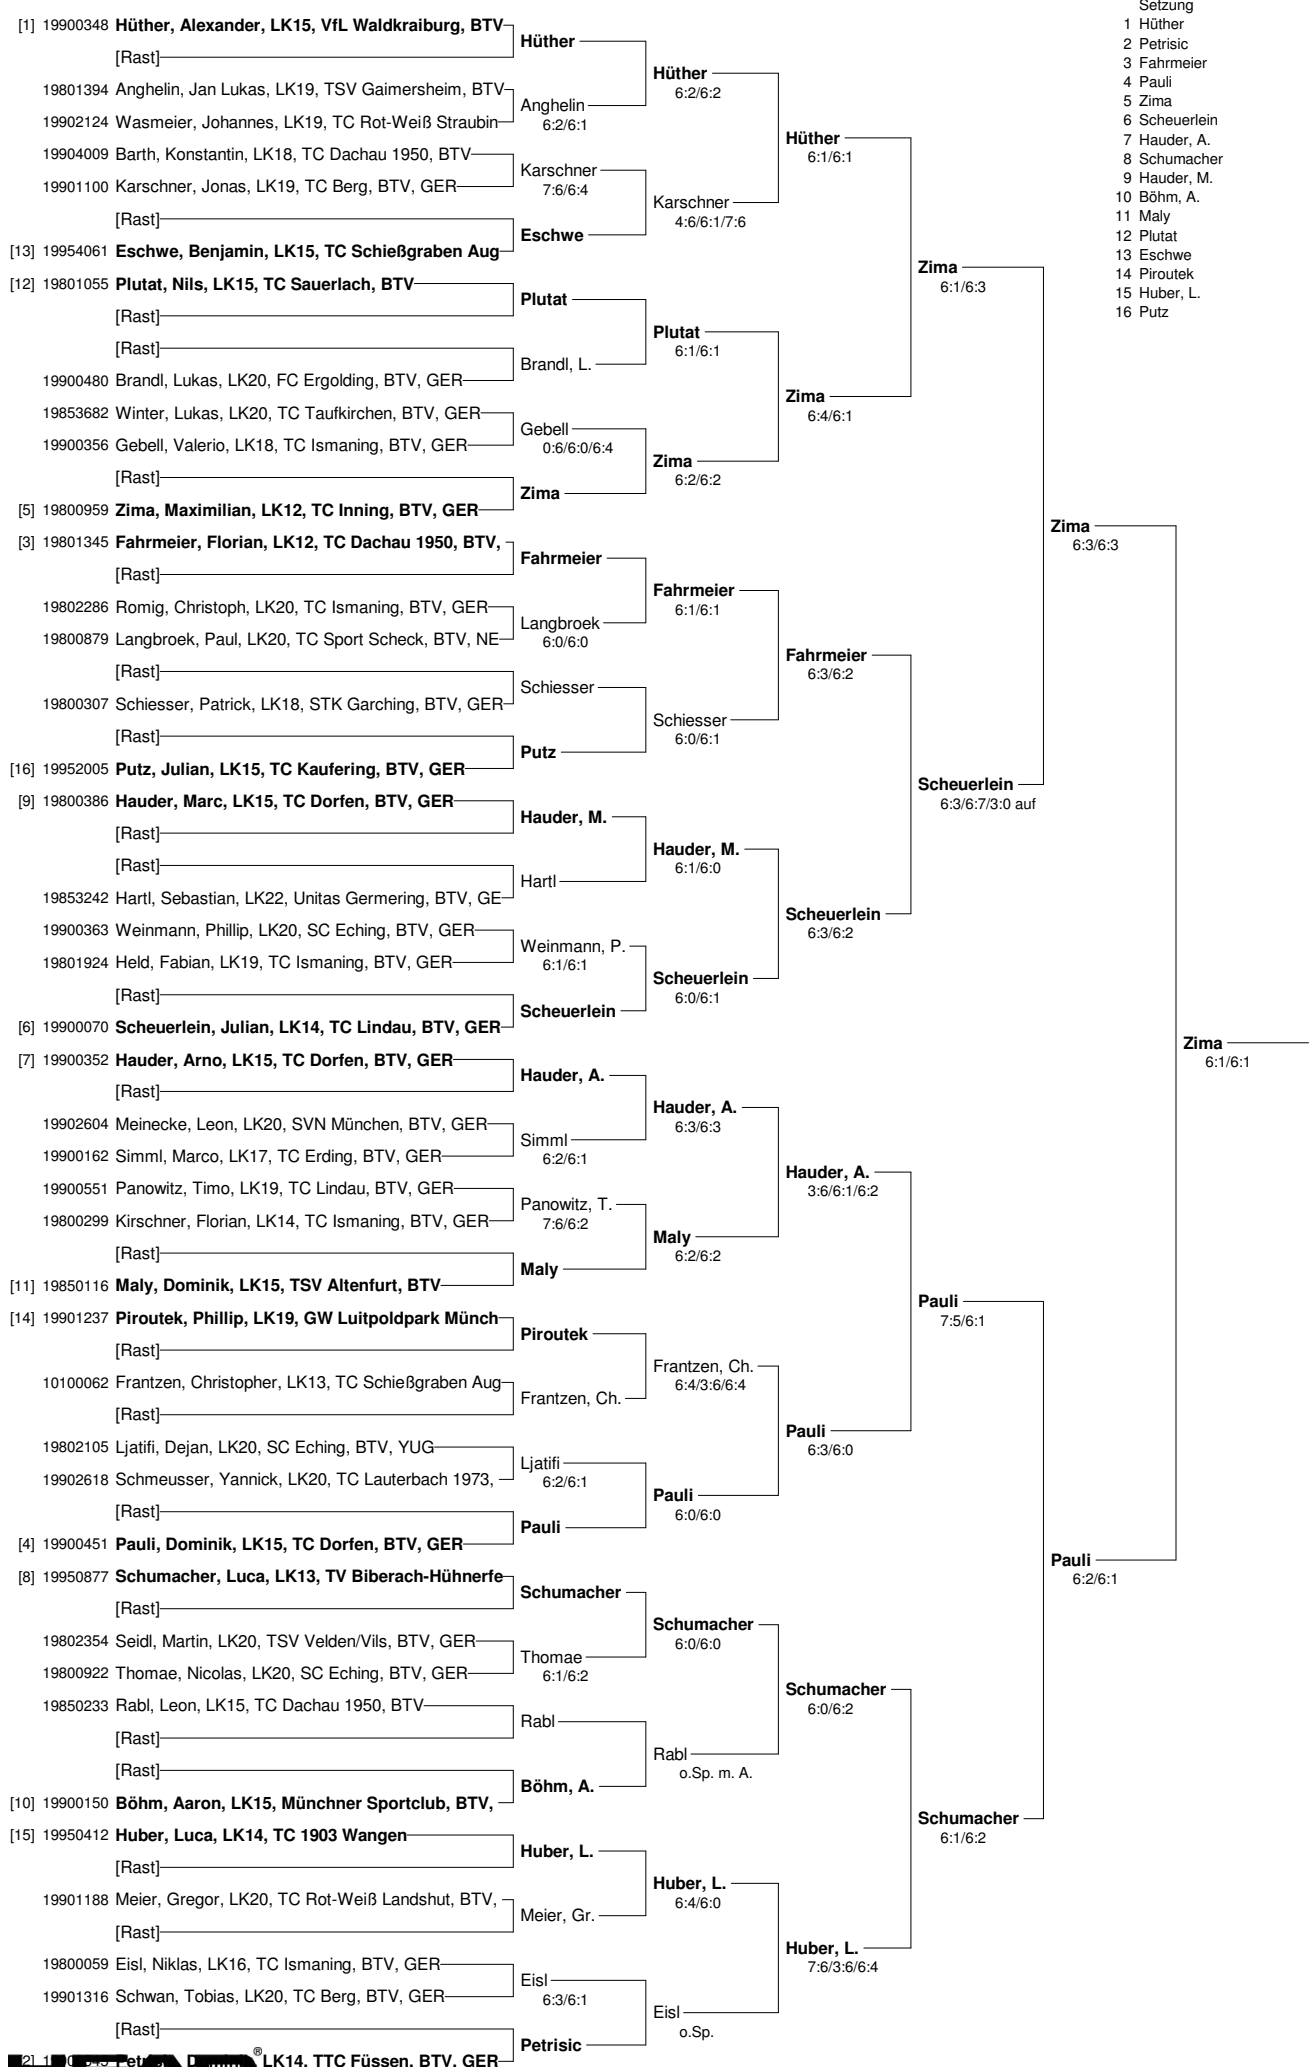 Setzung
1 Hüther
2 Petrisic
3 Fahrmeier
4 Pauli
5 Zima
6 Scheuerlein
7 Hauder, A.
8 Schumacher
9 Hauder, M.
10 Böhm, A.
11 Maly
12 Plutat
13 Eschwe
14 Piroutek
15 Huber, L.
16 Putz
[1] 19900348 Hüther, Alexander, LK15, VfL Waldkraiburg, BTV
[Rast]
19801394 Anghelin, Jan Lukas, LK19, TSV Gaimersheim, BTV
19902124 Wasmeier, Johannes, LK19, TC Rot-Weiß Straubin
19904009 Barth, Konstantin, LK18, TC Dachau 1950, BTV
19901100 Karschner, Jonas, LK19, TC Berg, BTV, GER
[Rast]
[13] 19954061 Eschwe, Benjamin, LK15, TC Schießgraben Aug
[12] 19801055 Plutat, Nils, LK15, TC Sauerlach, BTV
[Rast]
[Rast]
19900480 Brandl, Lukas, LK20, FC Ergolding, BTV, GER
19853682 Winter, Lukas, LK20, TC Taufkirchen, BTV, GER
19900356 Gebell, Valerio, LK18, TC Ismaning, BTV, GER
[Rast]
[5] 19800959 Zima, Maximilian, LK12, TC Inning, BTV, GER
[3] 19801345 Fahrmeier, Florian, LK12, TC Dachau 1950, BTV,
[Rast]
19802286 Romig, Christoph, LK20, TC Ismaning, BTV, GER
19800879 Langbroek, Paul, LK20, TC Sport Scheck, BTV, NE
[Rast]
19800307 Schiesser, Patrick, LK18, STK Garching, BTV, GER
[Rast]
[16] 19952005 Putz, Julian, LK15, TC Kaufering, BTV, GER
[9] 19800386 Hauder, Marc, LK15, TC Dorfen, BTV, GER
[Rast]
[Rast]
19853242 Hartl, Sebastian, LK22, Unitas Germering, BTV, GE
19900363 Weinmann, Phillip, LK20, SC Eching, BTV, GER
19801924 Held, Fabian, LK19, TC Ismaning, BTV, GER
[Rast]
[6] 19900070 Scheuerlein, Julian, LK14, TC Lindau, BTV, GER
[7] 19900352 Hauder, Arno, LK15, TC Dorfen, BTV, GER
[Rast]
19902604 Meinecke, Leon, LK20, SVN München, BTV, GER
19900162 Simml, Marco, LK17, TC Erding, BTV, GER
19900551 Panowitz, Timo, LK19, TC Lindau, BTV, GER
19800299 Kirschner, Florian, LK14, TC Ismaning, BTV, GER
[Rast]
[11] 19850116 Maly, Dominik, LK15, TSV Altenfurt, BTV
[14] 19901237 Piroutek, Phillip, LK19, GW Luitpoldpark Münch
[Rast]
10100062 Frantzen, Christopher, LK13, TC Schießgraben Aug
[Rast]
19802105 Ljatifi, Dejan, LK20, SC Eching, BTV, YUG
19902618 Schmeusser, Yannick, LK20, TC Lauterbach 1973,
[Rast]
[4] 19900451 Pauli, Dominik, LK15, TC Dorfen, BTV, GER
[8] 19950877 Schumacher, Luca, LK13, TV Biberach-Hühnerfe
[Rast]
19802354 Seidl, Martin, LK20, TSV Velden/Vils, BTV, GER
19800922 Thomae, Nicolas, LK20, SC Eching, BTV, GER
19850233 Rabl, Leon, LK15, TC Dachau 1950, BTV
[Rast]
[Rast]
[10] 19900150 Böhm, Aaron, LK15, Münchner Sportclub, BTV,
[15] 19950412 Huber, Luca, LK14, TC 1903 Wangen
[Rast]
19901188 Meier, Gregor, LK20, TC Rot-Weiß Landshut, BTV,
[Rast]
19800059 Eisl, Niklas, LK16, TC Ismaning, BTV, GER
19901316 Schwan, Tobias, LK20, TC Berg, BTV, GER
[Rast]
LK14, TTC Füssen, BTV, GER
Hüther
Anghelin
6:2/6:1
Karschner
7:6/6:4
Eschwe
Plutat
Brandl, L.
Gebell
0:6/6:0/6:4
Zima
Fahrmeier
Langbroek
6:0/6:0
Schiesser
Putz
Hauder, M.
Hartl
Weinmann, P.
6:1/6:1
Scheuerlein
Hauder, A.
Simml
6:2/6:1
Panowitz, T.
7:6/6:2
Maly
Piroutek
Frantzen, Ch.
Ljatifi
6:2/6:1
Pauli
Schumacher
Thomae
6:1/6:2
Rabl
Böhm, A.
Huber, L.
Meier, Gr.
Eisl
6:3/6:1
Petrisic
Hüther
6:2/6:2
Karschner
4:6/6:1/7:6
Plutat
6:1/6:1
Zima
6:2/6:2
Fahrmeier
6:1/6:1
Schiesser
6:0/6:1
Hauder, M.
6:1/6:0
Scheuerlein
6:0/6:1
Hauder, A.
6:3/6:3
Maly
6:2/6:2
Frantzen, Ch.
6:4/3:6/6:4
Pauli
6:0/6:0
Schumacher
6:0/6:0
Rabl
o.Sp. m. A.
Huber, L.
6:4/6:0
Eisl
o.Sp.
Hüther
6:1/6:1
Zima
6:4/6:1
Fahrmeier
6:3/6:2
Scheuerlein
6:3/6:2
Hauder, A.
3:6/6:1/6:2
Pauli
6:3/6:0
Schumacher
6:0/6:2
Huber, L.
7:6/3:6/6:4
Zima
6:1/6:3
Scheuerlein
6:3/6:7/3:0 auf
Pauli
7:5/6:1
Schumacher
6:1/6:2
Zima
6:3/6:3
Pauli
6:2/6:1
Zima
6:1/6:1